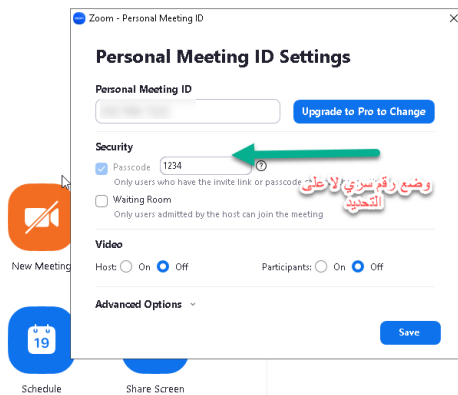 Zoom - Personal Meeting ID
Personal Meeting ID Settings
Personal Meeting ID
Upgrade to Pro to Change
Security
Passcode 1234
Only users who have the invite link or passcode
وضع رقم سري لا على
التحديد
Waiting Room
Only users admitted by the host can join the meeting
New Meeting
Video
Host: On Off Participants: On Off
Advanced Options
Save
19
Schedule
Share Screen